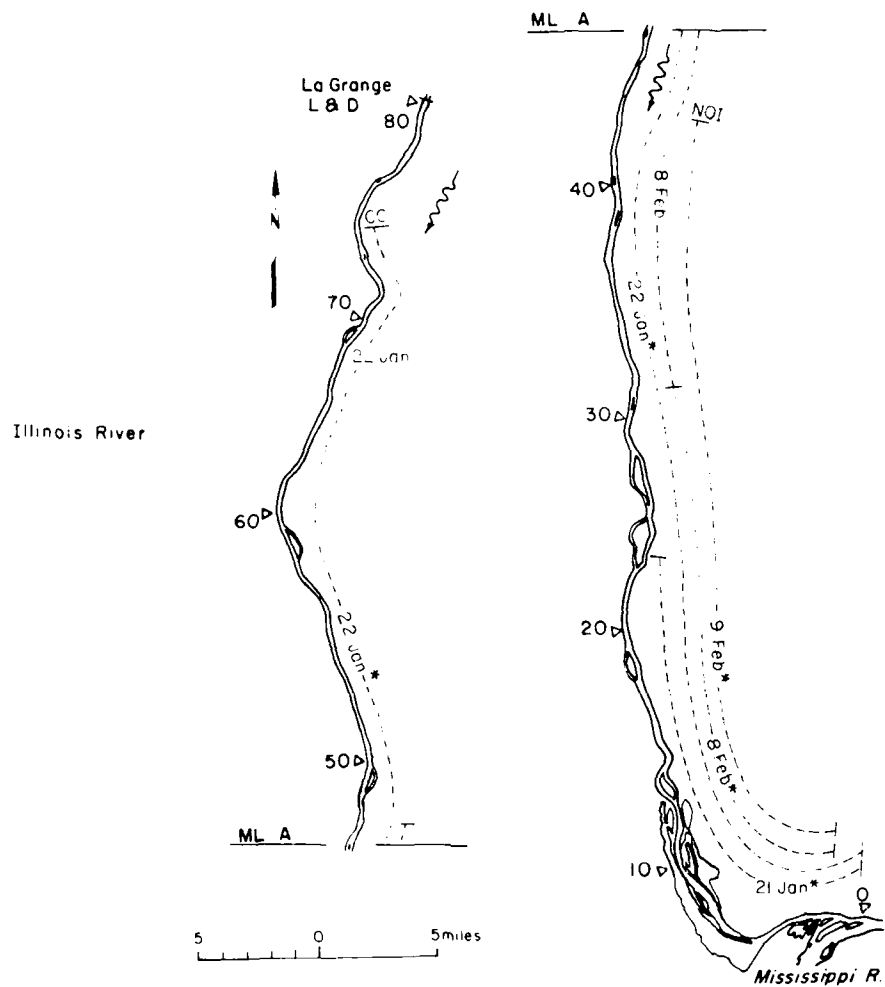 La Grange
L & D
80
N
CC
70
22 Jan
Illinois River
60
22 Jan*
50
ML A
5 0 5 miles
ML A
NOI
40
8 Feb
22 Jan*
30
20
9 Feb*
8 Feb*
10
21 Jan*
0
Mississippi R.